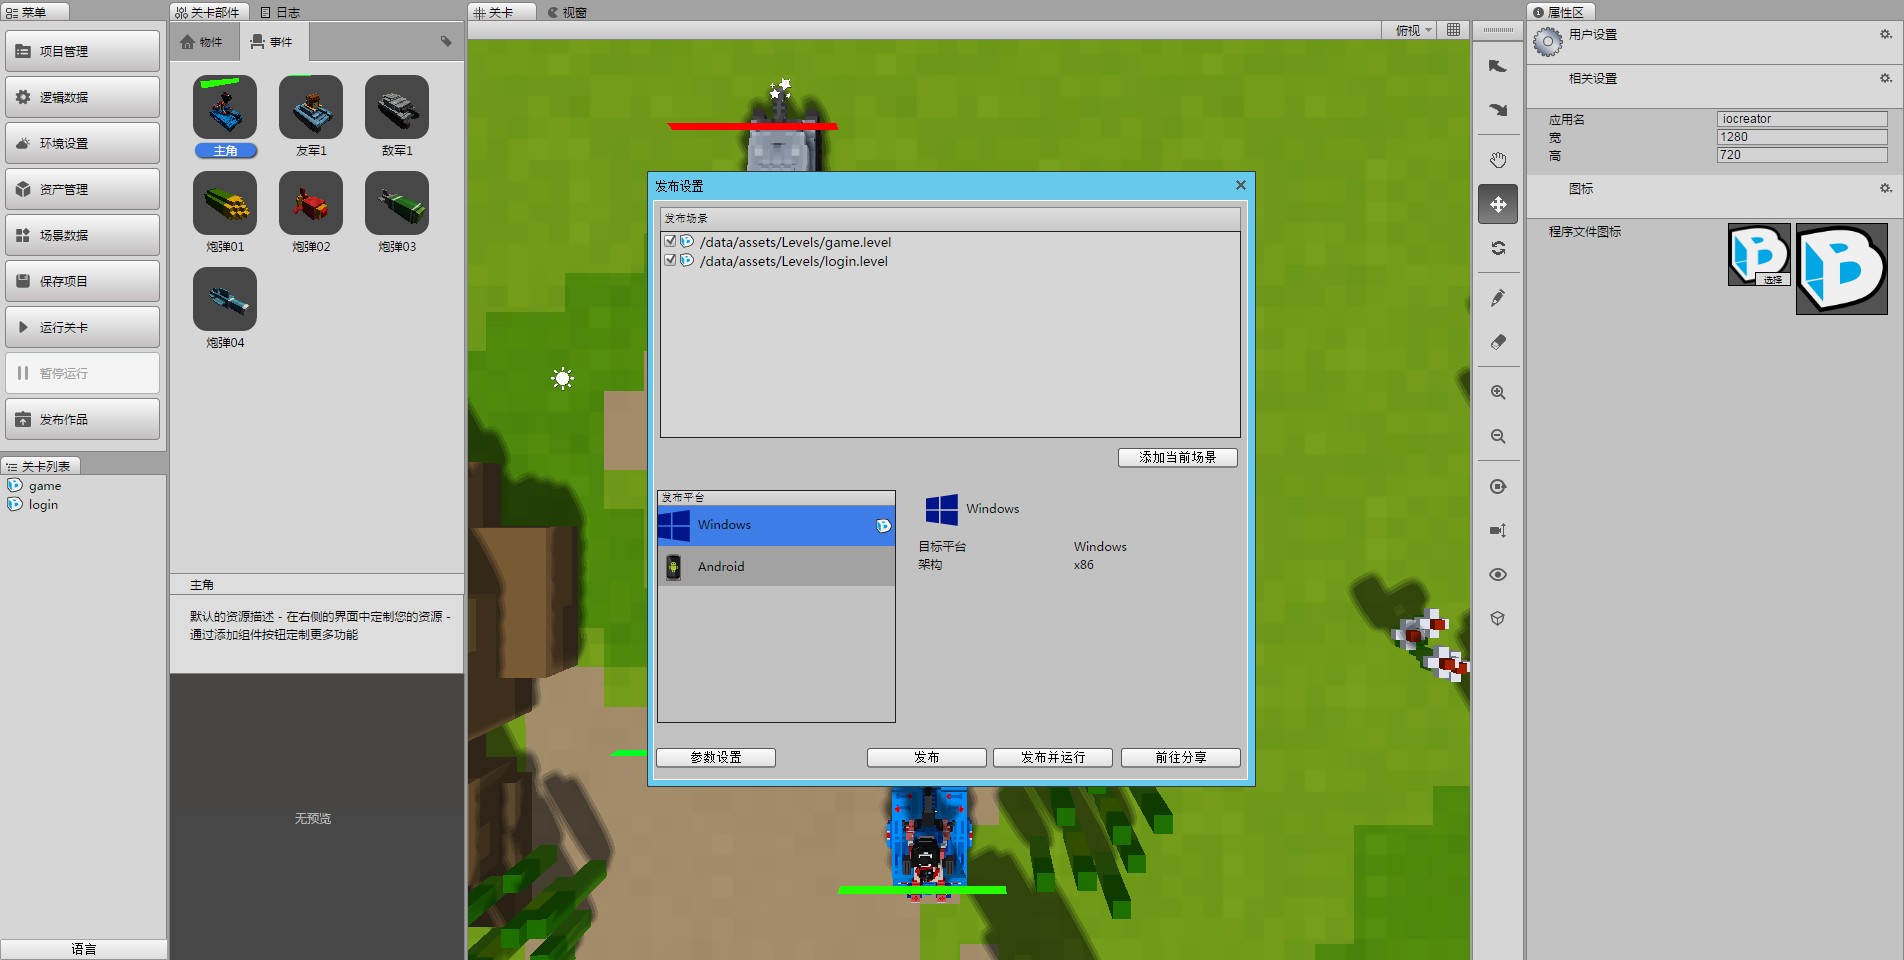 菜单
项目管理
逻辑数据
环境设置
资产管理
场景数据
保存项目
运行关卡
暂停运行
发布作品
关卡列表
game
login
语言
关卡部件
日志
物件
事件
主角
友军1
敌军1
炮弹01
炮弹02
炮弹03
炮弹04
主角
默认的资源描述 - 在右侧的界面中定制您的资源 -
通过添加组件按钮定制更多功能
无预览
关卡
视窗
俯视
发布设置
发布场景
/data/assets/Levels/game.level
/data/assets/Levels/login.level
添加当前场景
发布平台
Windows
Android
Windows
目标平台 Windows
架构 x86
参数设置
发布
发布并运行
前往分享
属性区
用户设置
相关设置
应用名 iocreator
宽 1280
高 720
图标
程序文件图标
选择